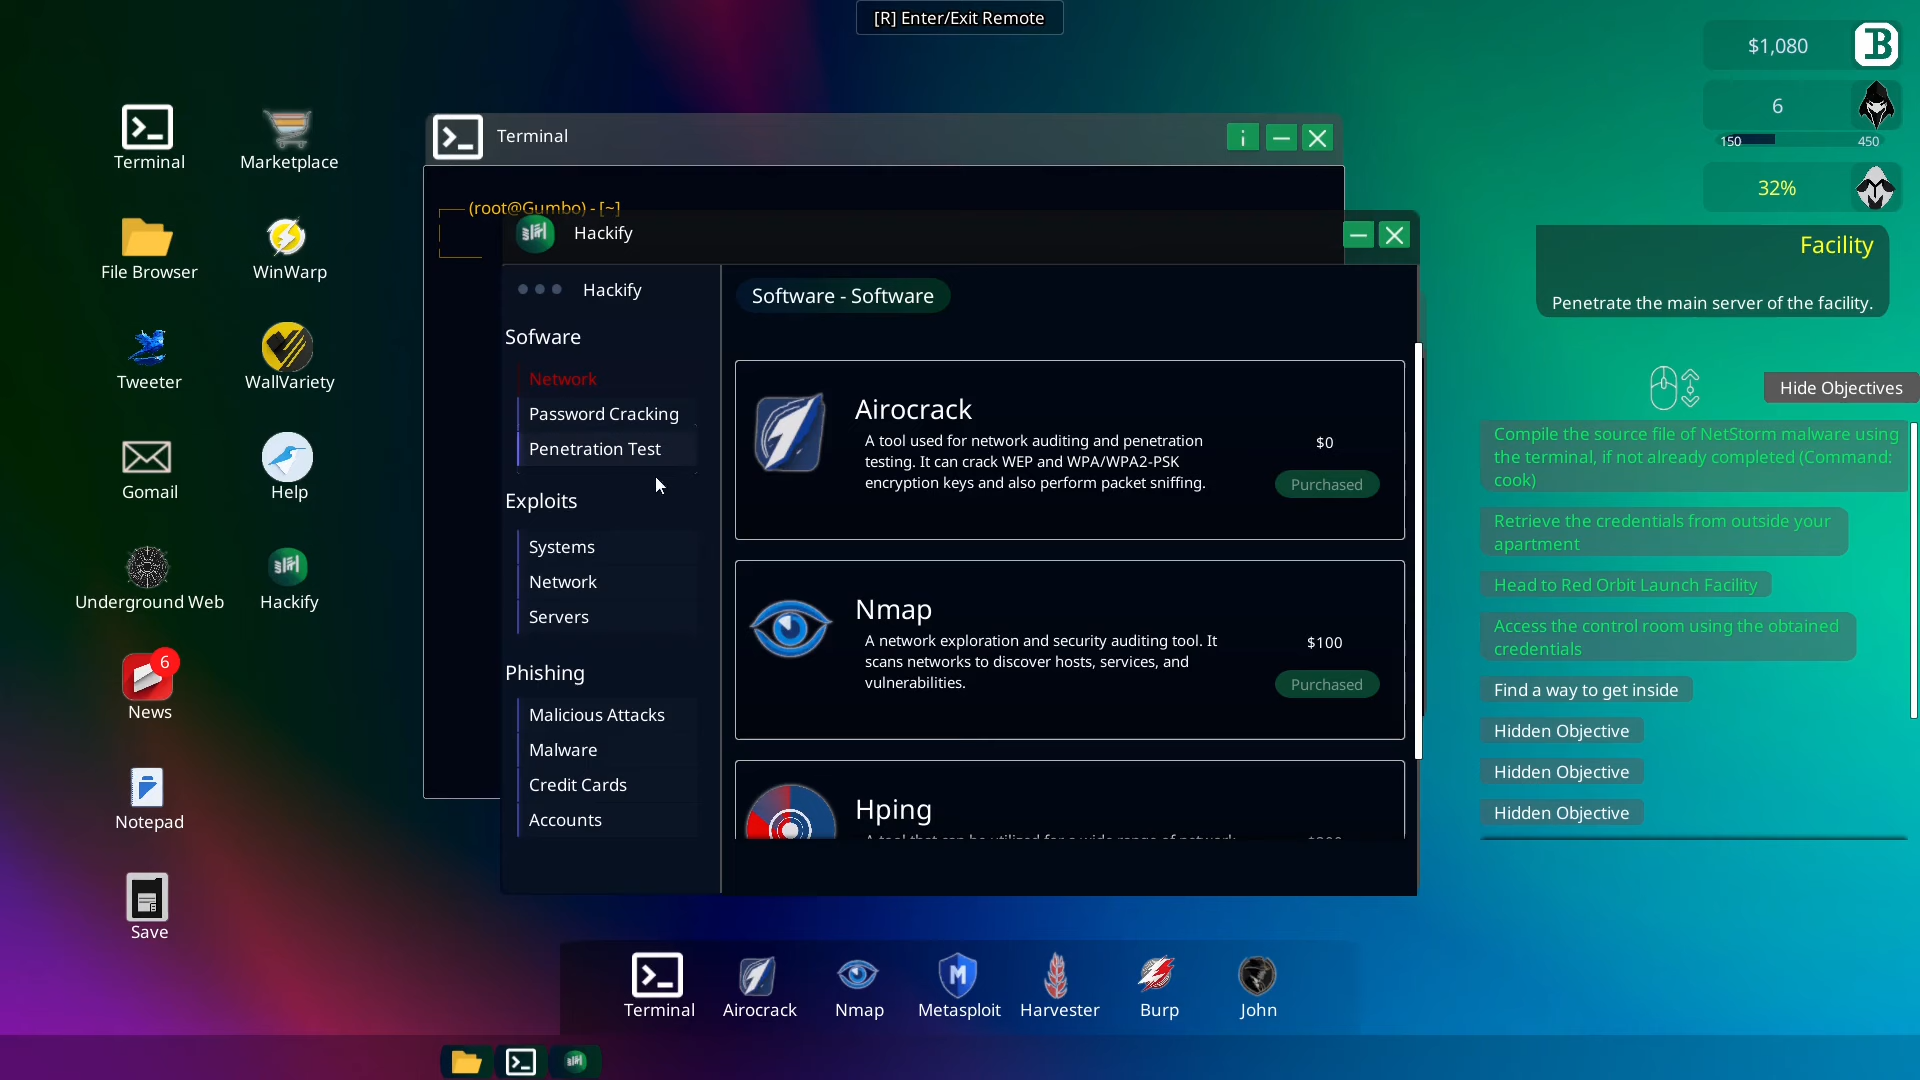 [R] Enter/Exit Remote
$1,080
B
6
150
450
32%
Facility
Penetrate the main server of the facility.
Hide Objectives
Compile the source file of NetStorm malware using
the terminal, if not already completed (Command:
cook)
Retrieve the credentials from outside your
apartment
Head to Red Orbit Launch Facility
Access the control room using the obtained
credentials
Find a way to get inside
Hidden Objective
Hidden Objective
Hidden Objective
Terminal
Marketplace
File Browser
WinWarp
Tweeter
WallVariety
Gomail
Help
Underground Web
Hackify
6
News
Notepad
Save
Terminal
i
(root@Gumbo) - [~]
Hackify
Hackify
Sofware
Network
Password Cracking
Penetration Test
Exploits
Systems
Network
Servers
Phishing
Malicious Attacks
Malware
Credit Cards
Accounts
Software - Software
Airocrack
A tool used for network auditing and penetration
testing. It can crack WEP and WPA/WPA2-PSK
encryption keys and also perform packet sniffing.
$0
Purchased
Nmap
A network exploration and security auditing tool. It
scans networks to discover hosts, services, and
vulnerabilities.
$100
Purchased
Hping
Terminal
Airocrack
Nmap
M
Metasploit
Harvester
Burp
John